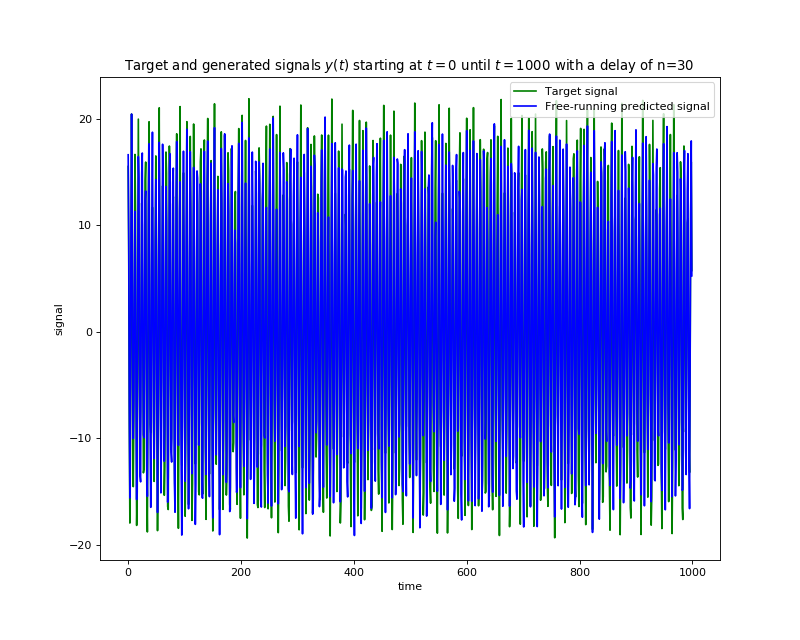 Target and generated signals y(t) starting at t = 0 until t = 1000 with a delay of n=30
Target signal
Free-running predicted signal
20
10
0
−10
−20
signal
0
200
400
600
800
1000
time